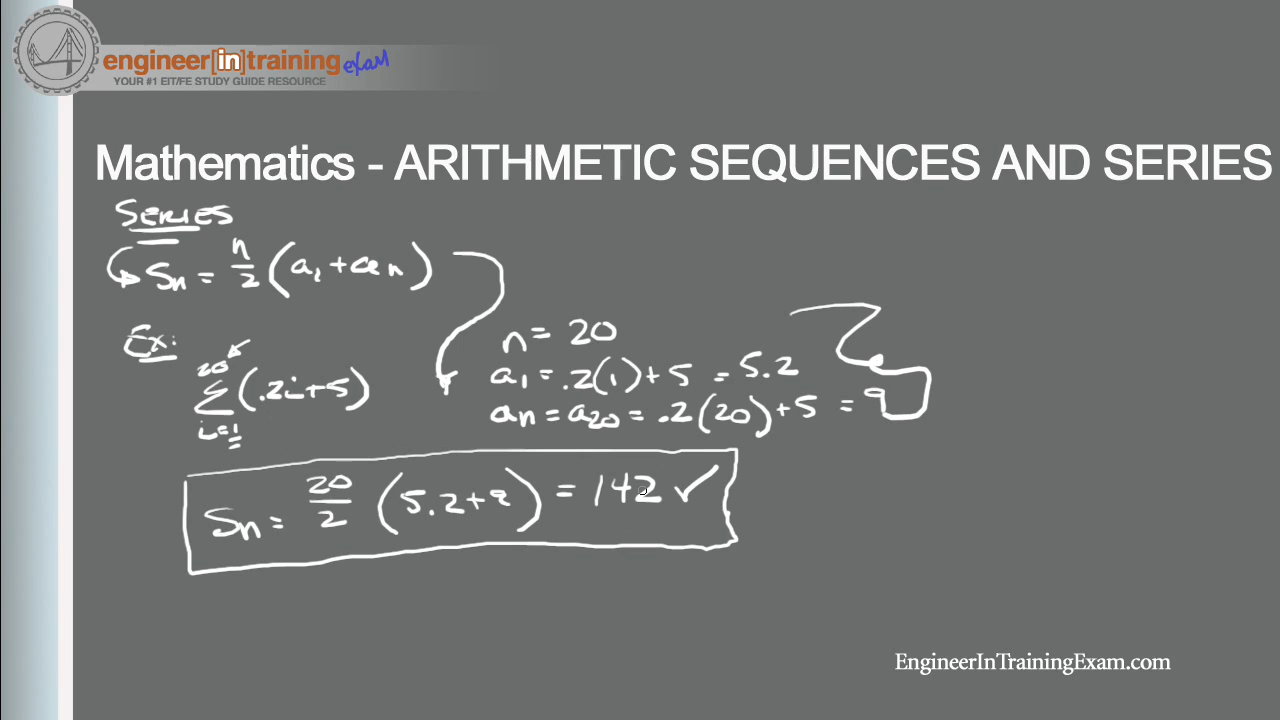 engineer[in]training exam
YOUR #1 EIT/FE STUDY GUIDE RESOURCE
Mathematics - ARITHMETIC SEQUENCES AND SERIES
SERIES
Sn = n/2 (a₁ + an)
Ex:
20
∑ (.2i+5)
i=1
n = 20
a₁ = .2(1)+5 = 5.2
an = a₂₀ = .2(20)+5 = 9
Sn = 20/2 (5.2+9) = 142 ✓
EngineerInTrainingExam.com